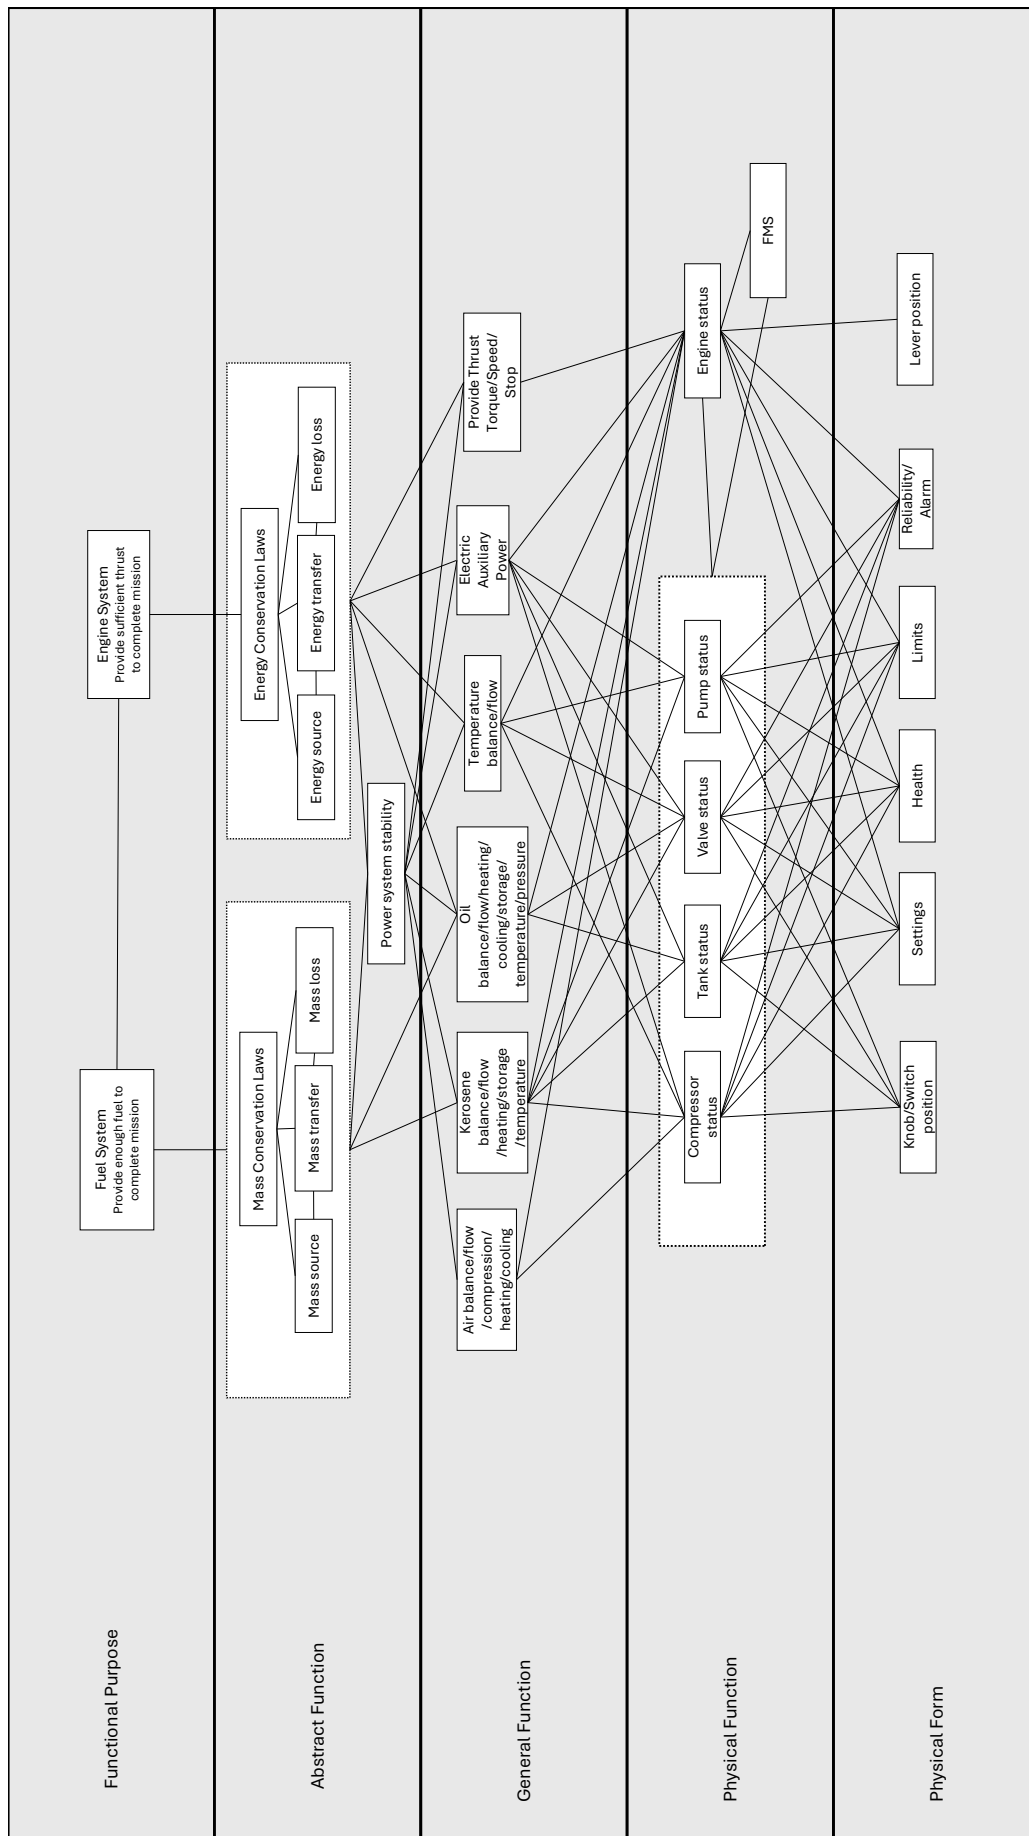 Functional Purpose
Fuel System
Provide enough fuel to
complete mission
Engine System
Provide sufficient thrust
to complete mission
Abstract Function
Mass Conservation Laws
Mass source
Mass transfer
Mass loss
Energy Conservation Laws
Energy source
Energy transfer
Energy loss
Power system stability
General Function
Air balance/flow
/compression/
heating/cooling
Kerosene
balance/flow
/heating/storage
/temperature
Oil
balance/flow/heating/
cooling/storage/
temperature/pressure
Temperature
balance/flow
Electric
Auxiliary
Power
Provide Thrust
Torque/Speed/
Stop
Physical Function
Compressor
status
Tank status
Valve status
Pump status
Engine status
FMS
Physical Form
Knob/Switch
position
Settings
Health
Limits
Reliability/
Alarm
Lever position